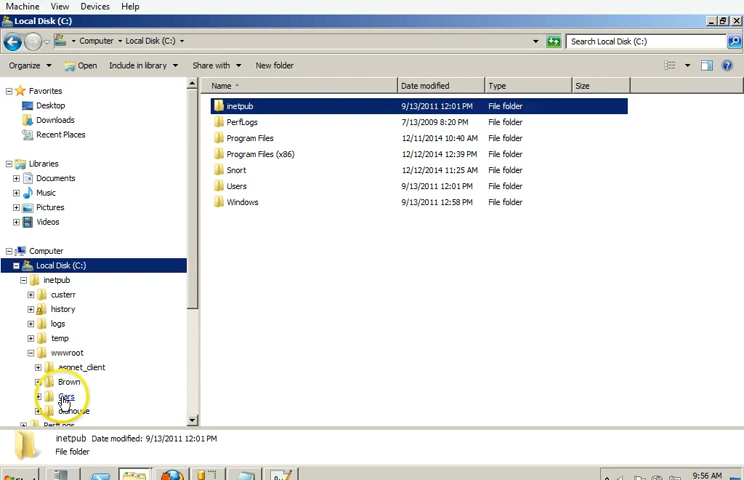 Machine View Devices Help
Local Disk (C:)
Computer Local Disk (C:) Search Local Disk (C:)
Organize Open Include in library Share with New folder
Name Date modified Type Size
Favorites
Desktop
Downloads
Recent Places
Libraries
Documents
Music
Pictures
Videos
Computer
Local Disk (C:)
inetpub
custerr
history
logs
temp
wwwroot
aspnet_client
Brown
Cars
inetpub 9/13/2011 12:01 PM File folder
PerfLogs 7/13/2009 8:20 PM File folder
Program Files 12/11/2014 10:40 AM File folder
Program Files (x86) 12/12/2014 12:39 PM File folder
Snort 12/12/2014 11:25 AM File folder
Users 9/13/2011 12:01 PM File folder
Windows 9/13/2011 12:58 PM File folder
inetpub Date modified: 9/13/2011 12:01 PM
File folder
9:56 AM